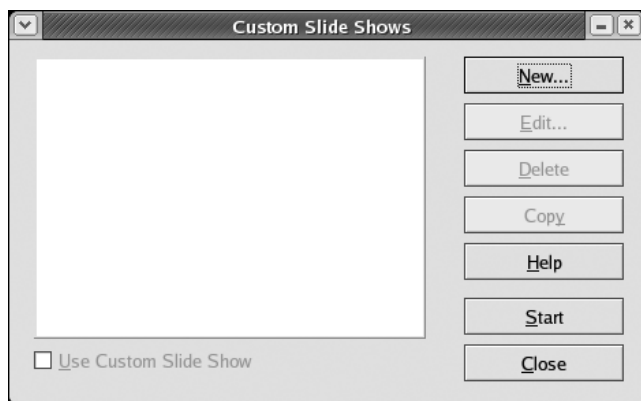 Custom Slide Shows
New...
Edit...
Delete
Copy
Help
Start
Use Custom Slide Show
Close